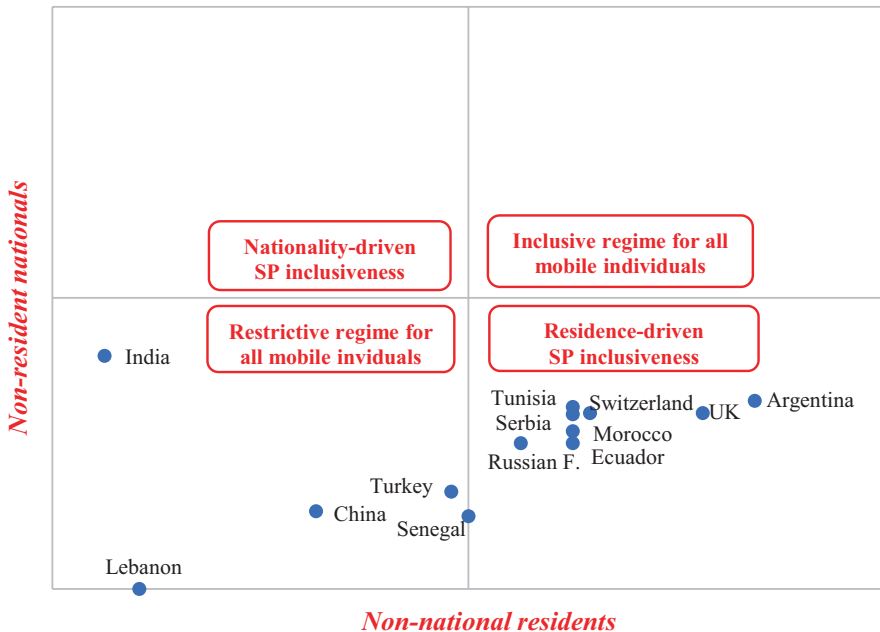 Non-resident nationals
Nationality-driven
SP inclusiveness
Inclusive regime for all
mobile individuals
Restrictive regime for
all mobile inviduals
Residence-driven
SP inclusiveness
India
Tunisia
Switzerland
UK
Argentina
Serbia
Morocco
Russian F.
Ecuador
Turkey
China
Senegal
Lebanon
Non-national residents